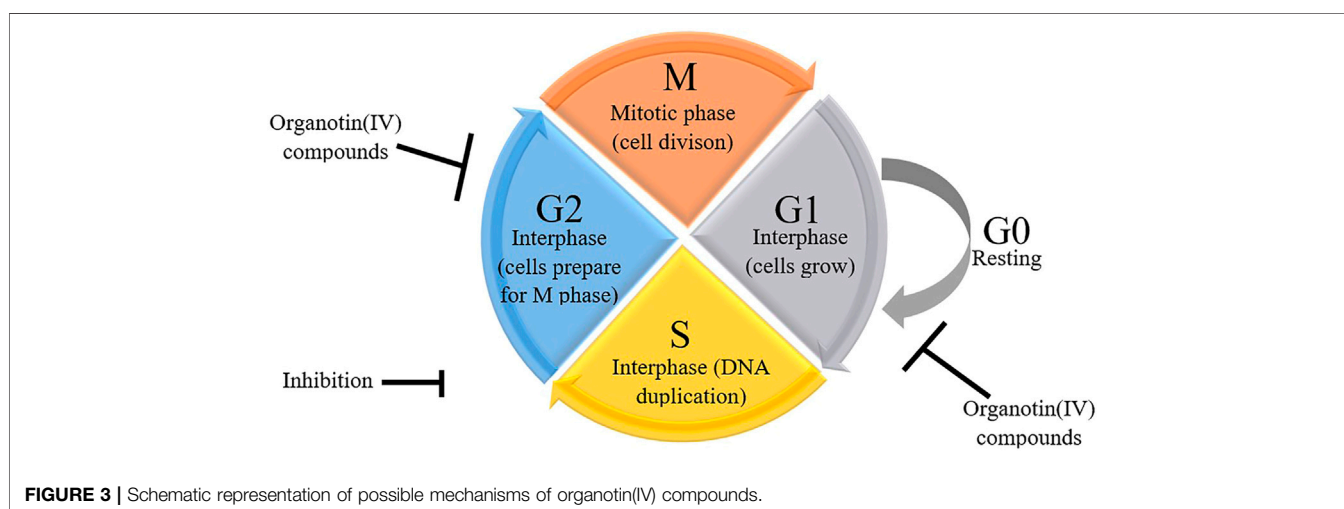 M
Mitotic phase
(cell divison)
Organotin(IV)
compounds
G2
Interphase
(cells prepare
for M phase)
G1
Interphase
(cells grow)
G0
Resting
S
Interphase (DNA
duplication)
Inhibition
Organotin(IV)
compounds
FIGURE 3 | Schematic representation of possible mechanisms of organotin(IV) compounds.